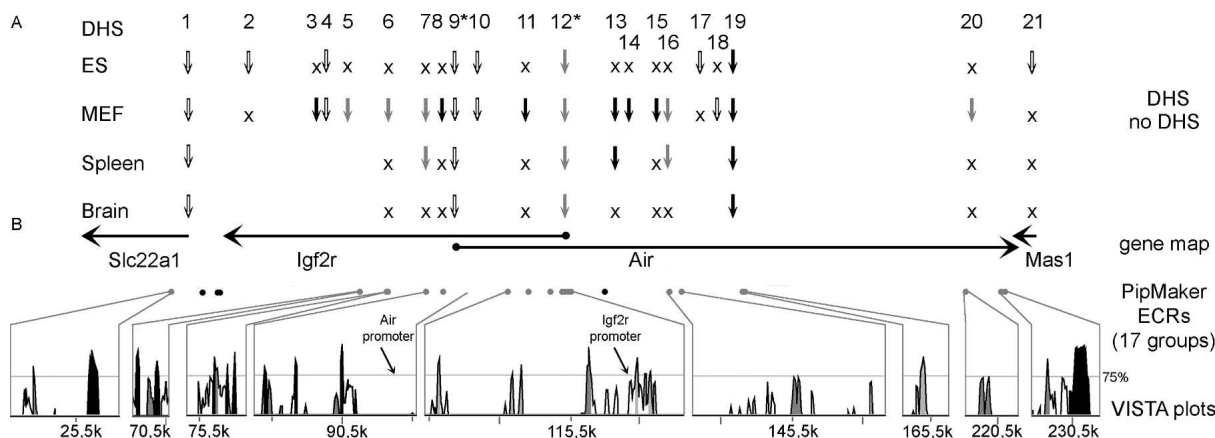 A DHS 1 2 3 4 5 6 7 8 9* 10 11 12* 13 15 17 19 20 21
14 16 18
ES x x x x x x x x x x x x x
MEF x x x DHS
no DHS
Spleen x x x x x x
Brain x x x x x x x x x
B
gene map
Slc22a1 Igf2r Air Mas1
PipMaker
ECRs
(17 groups)
Air
promoter
Igf2r
promoter
75%
VISTA plots
25.5k 70.5k 75.5k 90.5k 115.5k 145.5k 165.5k 220.5k 230.5k